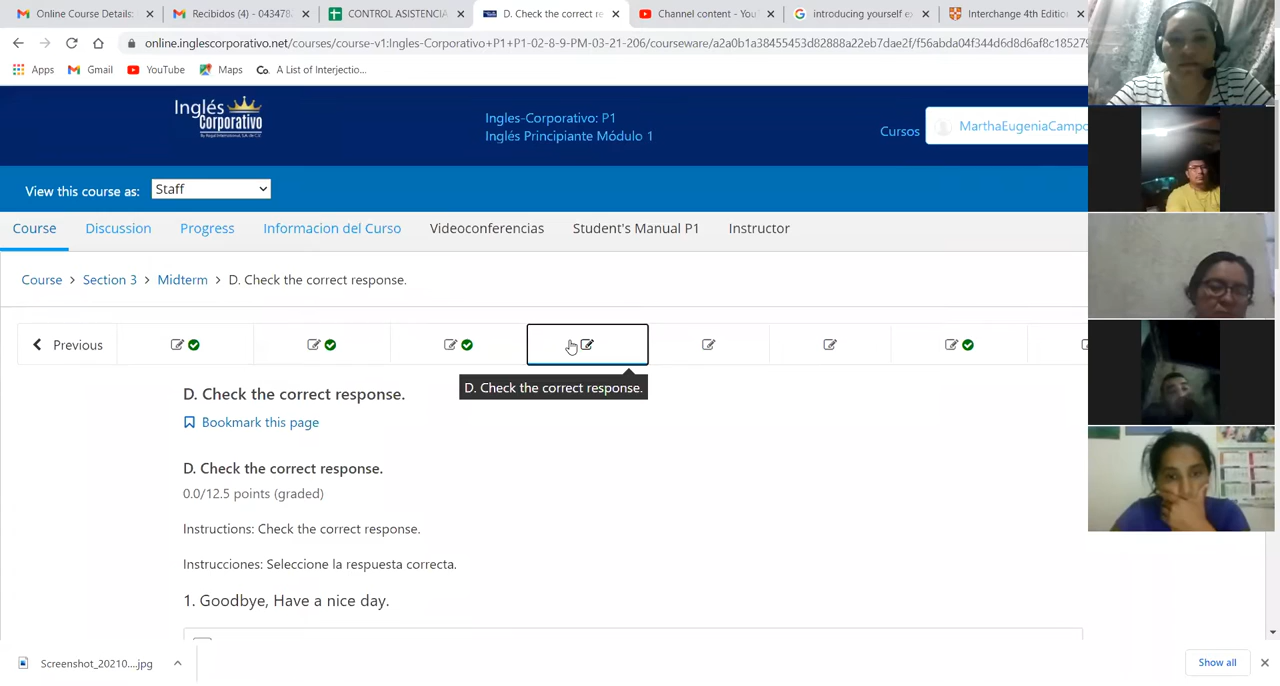 Online Course Details:
Recibidos (4) - 043478
CONTROL ASISTENCIA
D. Check the correct re
Channel content - You
introducing yourself e
Interchange 4th Edition
online.inglescorporativo.net/courses/course-v1:Ingles-Corporativo+P1+P1-02-8-9-PM-03-21-206/courseware/a2a0b1a38455453d82888a22eb7dae2f/f56abda04f344d6d8d6af8c185279
Apps
Gmail
YouTube
Maps
A List of Interjectio...
Inglés
Corporativo
Ingles-Corporativo: P1
Inglés Principiante Módulo 1
Cursos
MarthaEugeniaCampo
View this course as:
Staff
Course
Discussion
Progress
Informacion del Curso
Videoconferencias
Student's Manual P1
Instructor
Course > Section 3 > Midterm > D. Check the correct response.
Previous
D. Check the correct response.
D. Check the correct response.
Bookmark this page
D. Check the correct response.
0.0/12.5 points (graded)
Instructions: Check the correct response.
Instrucciones: Seleccione la respuesta correcta.
1. Goodbye, Have a nice day.
Screenshot_20210....jpg
Show all